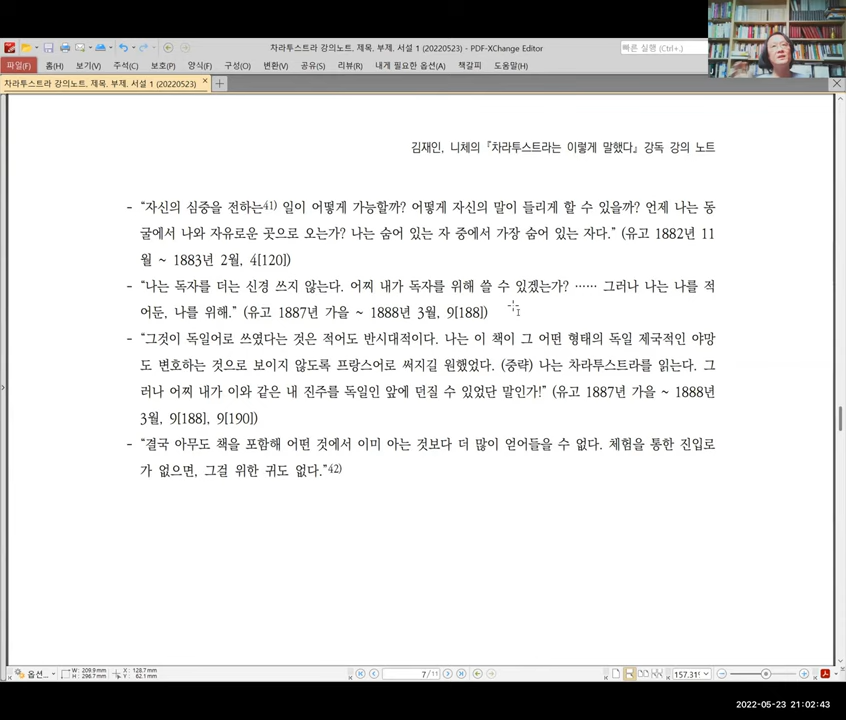 차라투스트라 강의노트. 제목. 부제. 서설 1 (20220523) - PDF-XChange Editor
빠른 실행 (Ctrl+.)
파일(F) 홈(H) 보기(V) 주석(C) 보호(P) 양식(F) 구성(O) 변환(V) 공유(S) 리뷰(R) 내게 필요한 옵션(A) 책갈피 도움말(H)
차라투스트라 강의노트. 제목. 부제. 서설 1 (20220523)
김재인, 니체의 『차라투스트라는 이렇게 말했다』 강독 강의 노트
- “자신의 심중을 전하는41) 일이 어떻게 가능할까? 어떻게 자신의 말이 들리게 할 수 있을까? 언제 나는 동
굴에서 나와 자유로운 곳으로 오는가? 나는 숨어 있는 자 중에서 가장 숨어 있는 자다.” (유고 1882년 11
월 ~ 1883년 2월, 4[120])
- “나는 독자를 더는 신경 쓰지 않는다. 어찌 내가 독자를 위해 쓸 수 있겠는가? …… 그러나 나는 나를 적
어둔, 나를 위해.” (유고 1887년 가을 ~ 1888년 3월, 9[188])
- “그것이 독일어로 쓰였다는 것은 적어도 반시대적이다. 나는 이 책이 그 어떤 형태의 독일 제국적인 야망
도 변호하는 것으로 보이지 않도록 프랑스어로 써지길 원했었다. (중략) 나는 차라투스트라를 읽는다. 그
러나 어찌 내가 이와 같은 내 진주를 독일인 앞에 던질 수 있었단 말인가!” (유고 1887년 가을 ~ 1888년
3월, 9[188], 9[190])
- “결국 아무도 책을 포함해 어떤 것에서 이미 아는 것보다 더 많이 얻어들을 수 없다. 체험을 통한 진입로
가 없으면, 그걸 위한 귀도 없다.”42)
옵션... W: 209.9mm X: 128.7mm 7/11 157.31%
H: 296.7mm Y: 62.1mm
2022-05-23 21:02:43